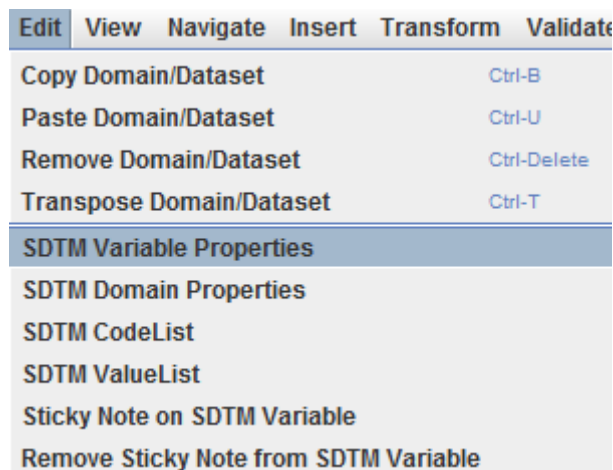 Edit View Navigate Insert Transform Validate
Copy Domain/Dataset Ctrl-B
Paste Domain/Dataset Ctrl-U
Remove Domain/Dataset Ctrl-Delete
Transpose Domain/Dataset Ctrl-T
SDTM Variable Properties
SDTM Domain Properties
SDTM CodeList
SDTM ValueList
Sticky Note on SDTM Variable
Remove Sticky Note from SDTM Variable